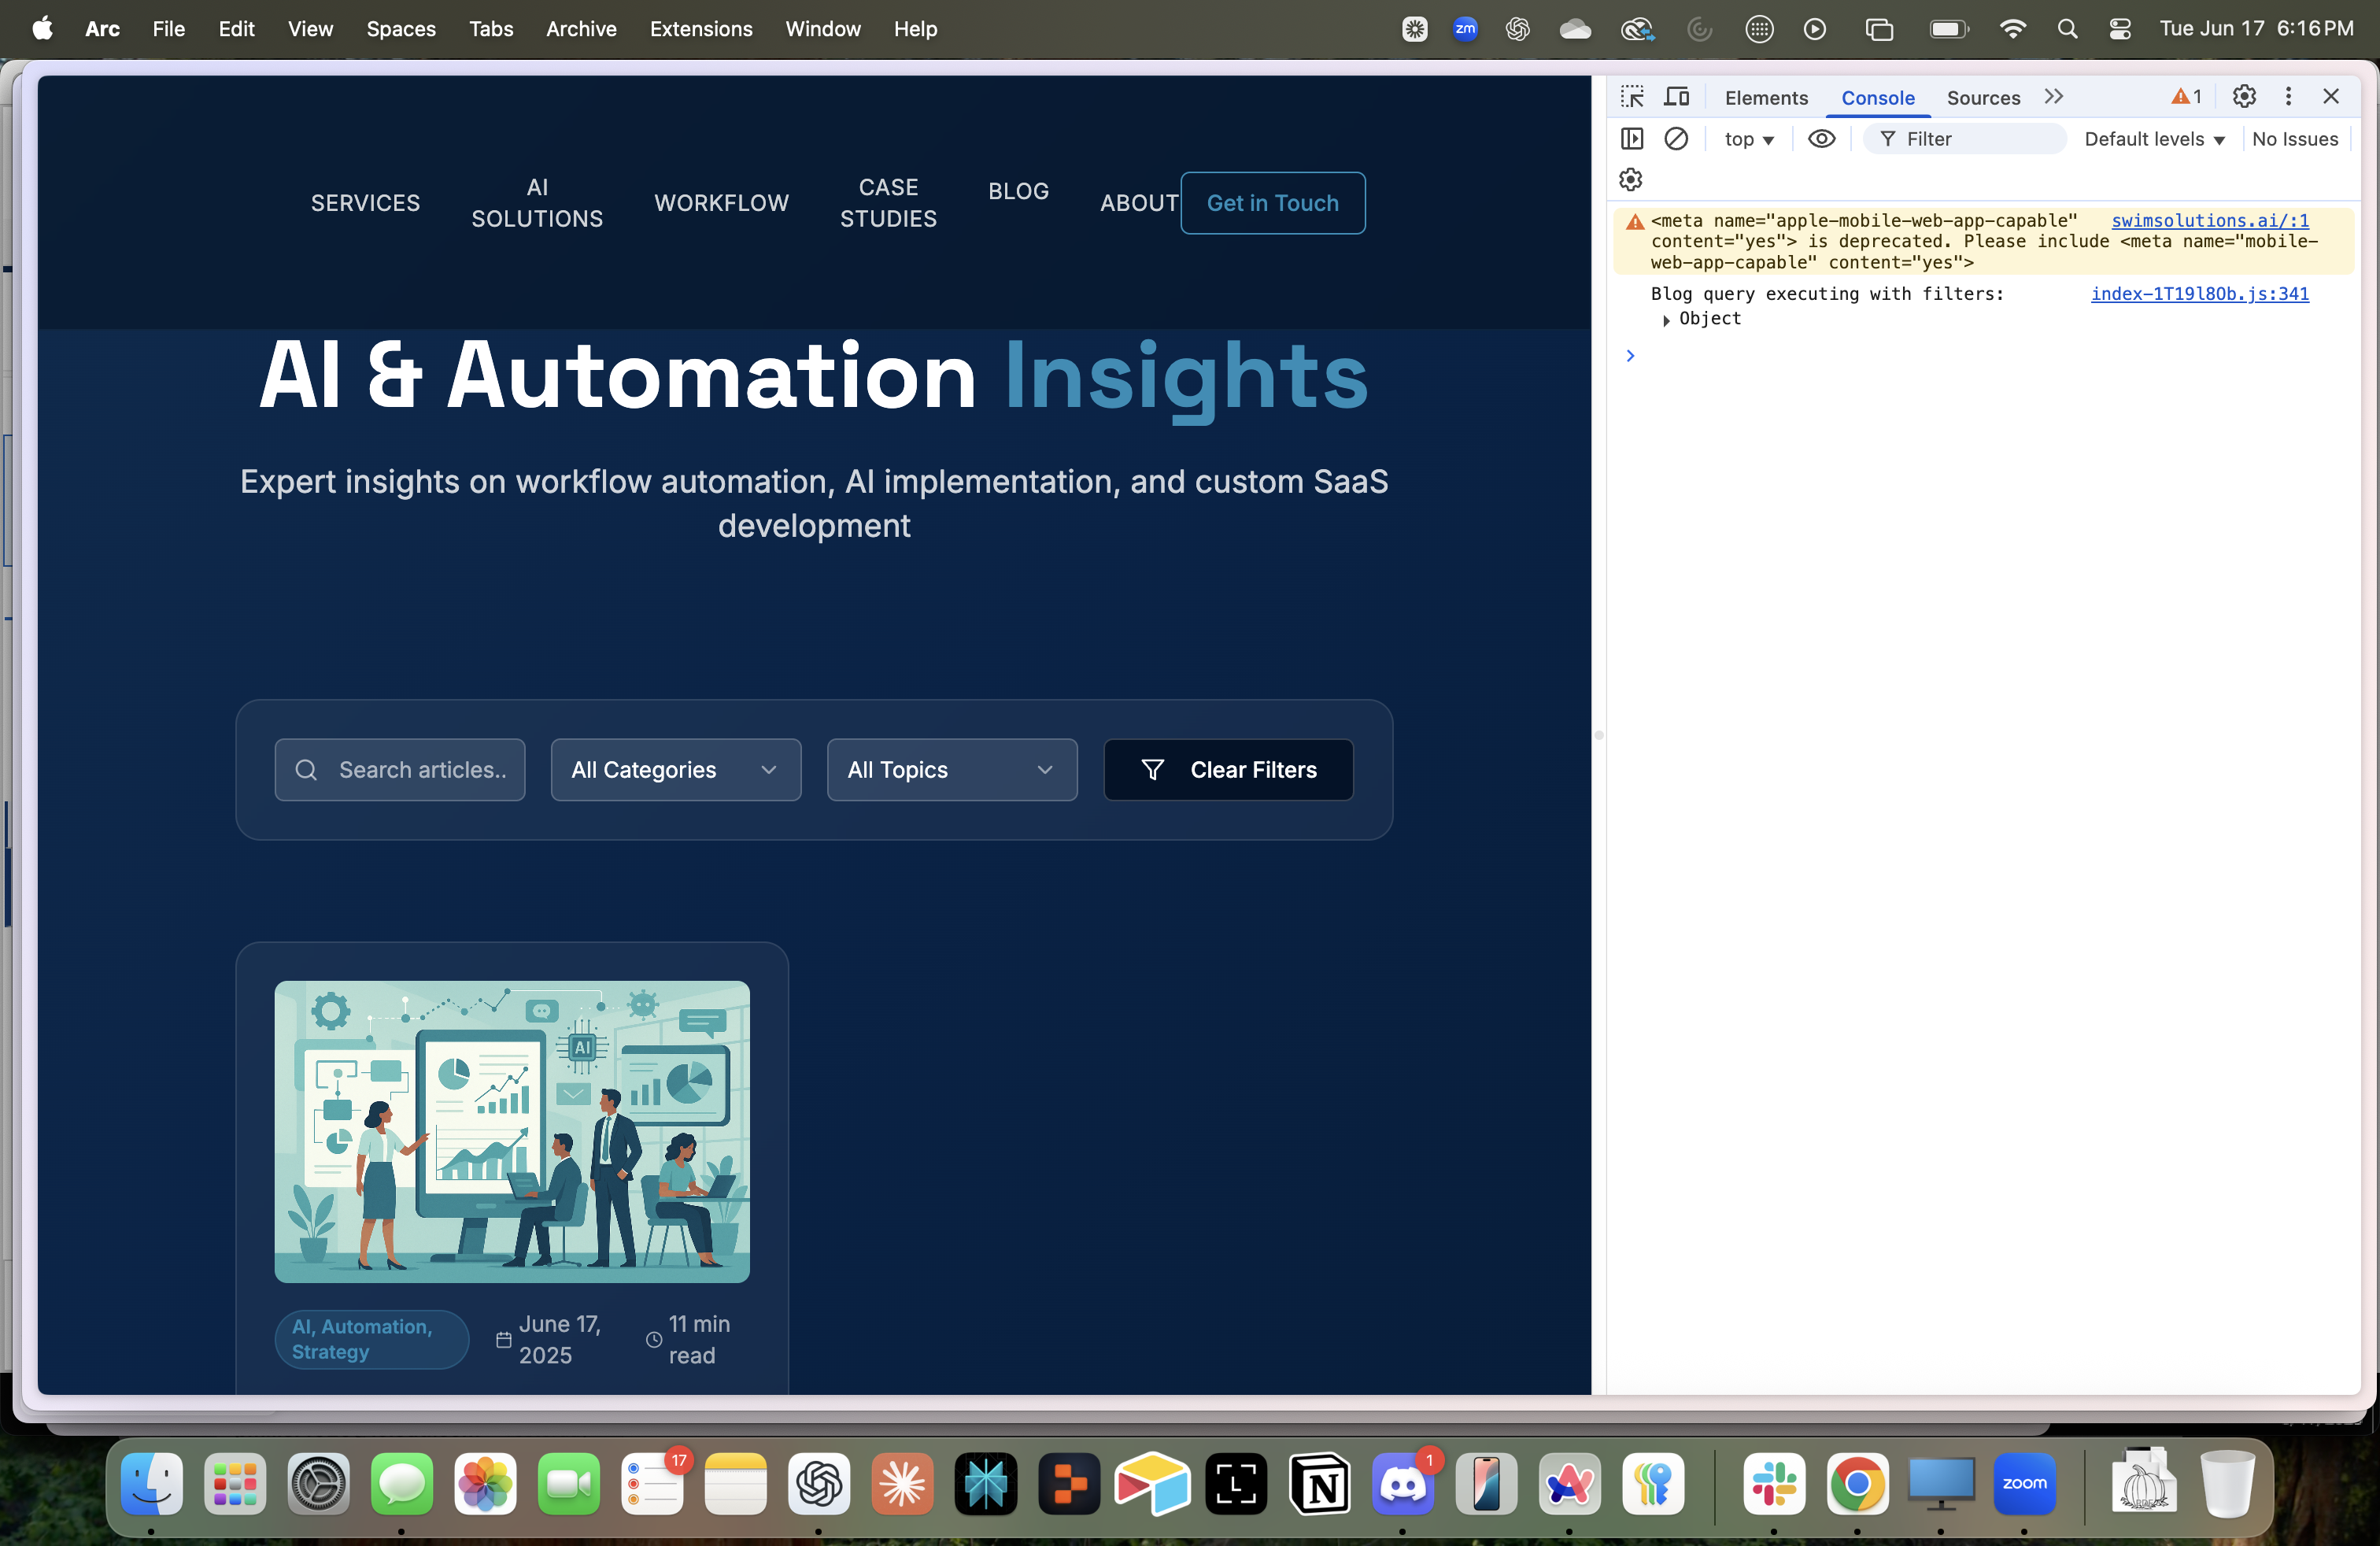 Arc File Edit View Spaces Tabs Archive Extensions Window Help zm Tue Jun 17 6:16 PM
SERVICES
AI
SOLUTIONS
WORKFLOW
CASE
STUDIES
BLOG
ABOUT
Get in Touch
AI & Automation Insights
Expert insights on workflow automation, AI implementation, and custom SaaS
development
Search articles..
All Categories
All Topics
Clear Filters
AI
AI, Automation,
Strategy
June 17,
2025
11 min
read
Elements Console Sources 1
top Filter Default levels No Issues
<meta name="apple-mobile-web-app-capable" swimsolutions.ai/:1
content="yes"> is deprecated. Please include <meta name="mobile-
web-app-capable" content="yes">
Blog query executing with filters: index-1T19l8Ob.js:341
Object
17
L
N
1
zoom